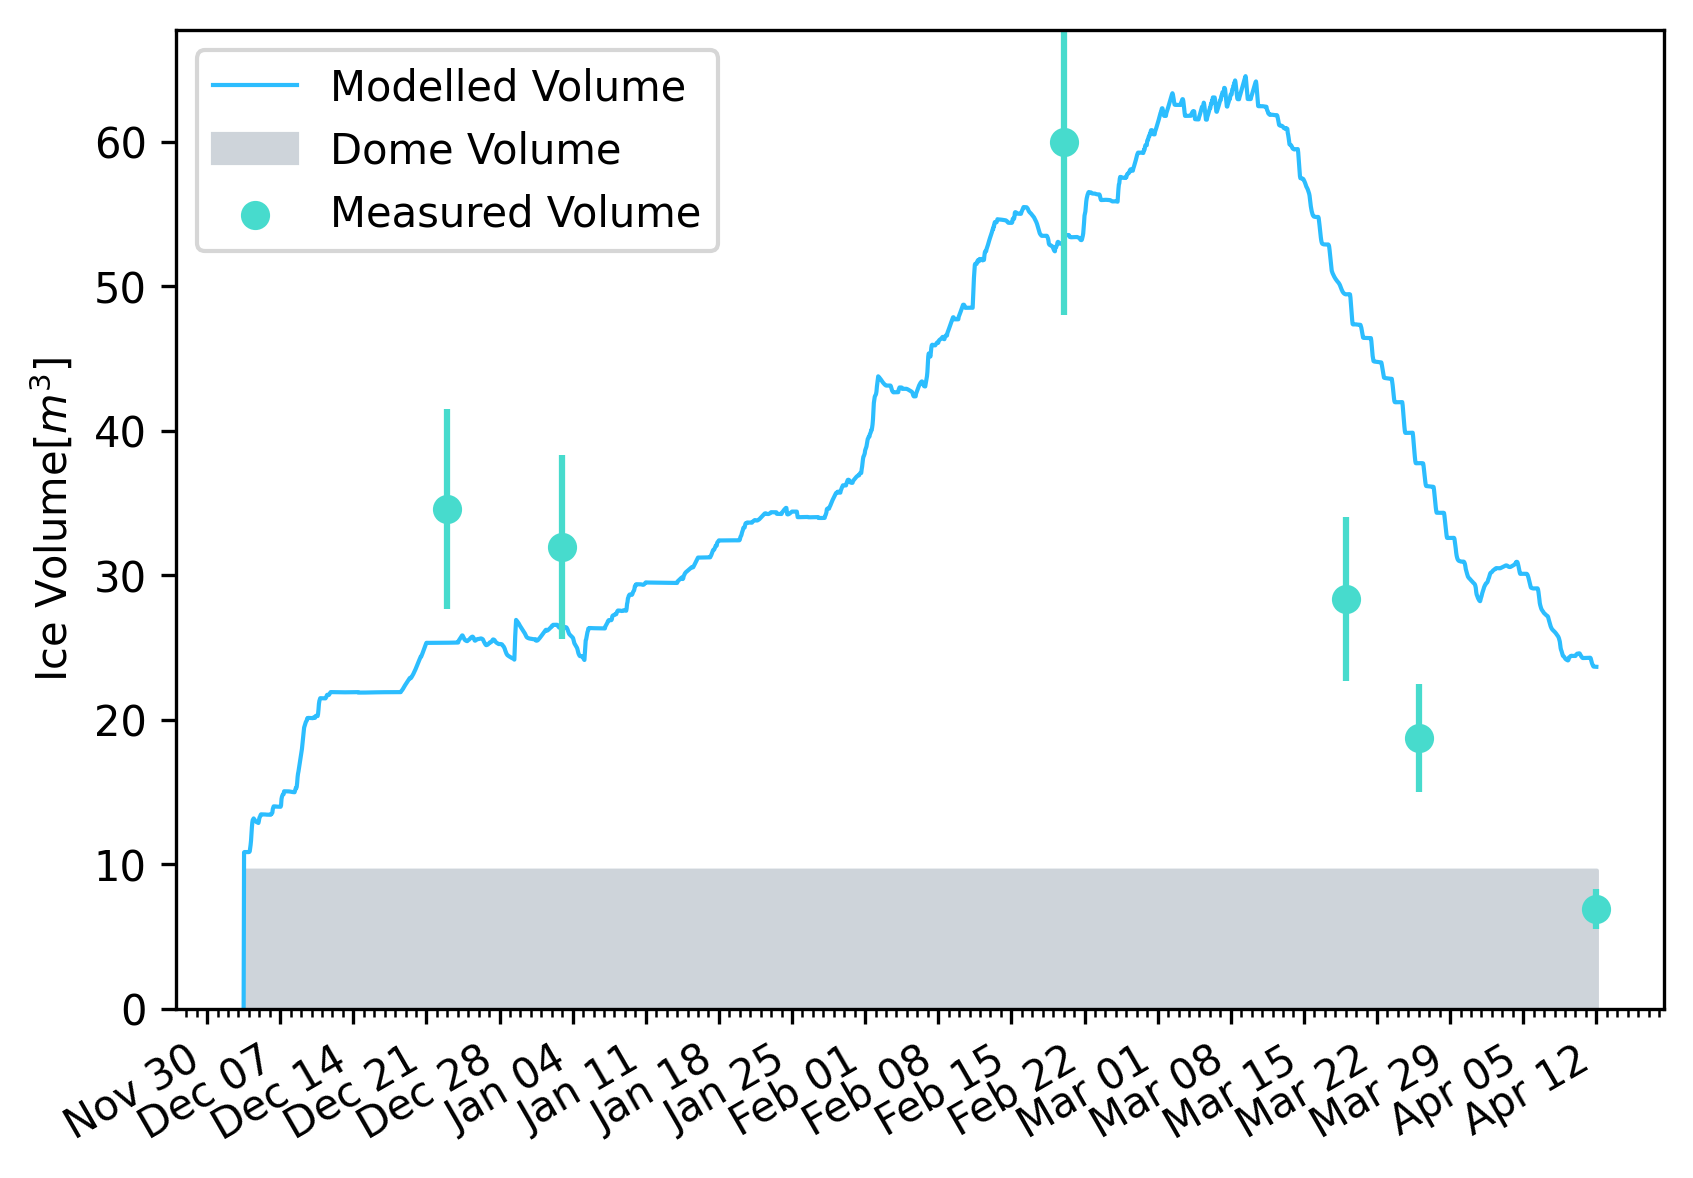 Modelled Volume
Dome Volume
Measured Volume
Ice Volume[m³]
60
50
40
30
20
10
0
Nov 30
Dec 07
Dec 14
Dec 21
Dec 28
Jan 04
Jan 11
Jan 18
Jan 25
Feb 01
Feb 08
Feb 15
Feb 22
Mar 01
Mar 08
Mar 15
Mar 22
Mar 29
Apr 05
Apr 12